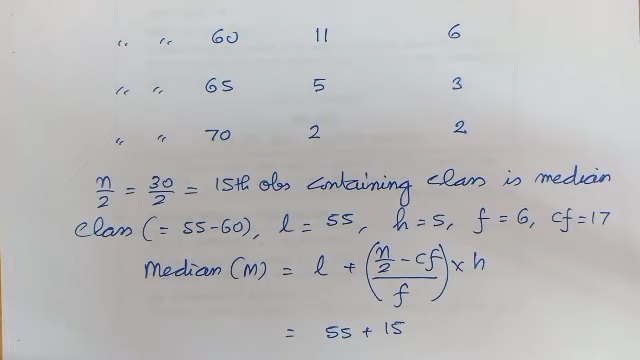 〃 〃 60 11 6
〃 〃 65 5 3
〃 〃 70 2 2
n/2 = 30/2 = 15th obs containing class is median
class (= 55-60), l = 55, h = 5, f = 6, cf = 17
Median (M) = l + ((n/2 - cf)/f) × h
= 55 + 15